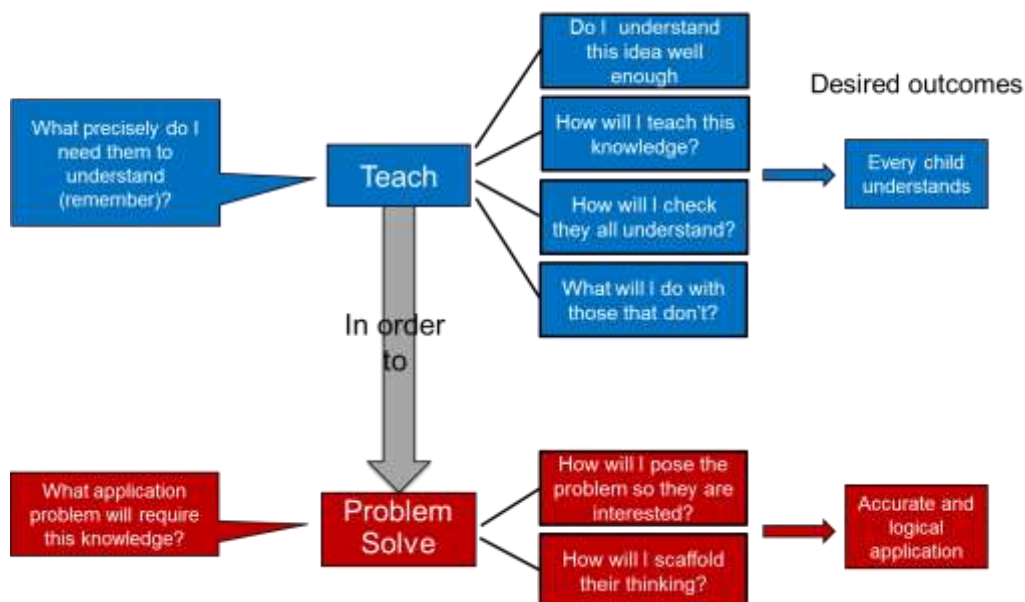 Do I understand
this idea well
enough
Desired outcomes
What precisely do I
need them to
understand
(remember)?
Teach
How will I teach this
knowledge?
Every child
understands
How will I check
they all understand?
What will I do with
those that don't?
In order
to
What application
problem will require
this knowledge?
Problem
Solve
How will I pose the
problem so they are
interested?
How will I scaffold
their thinking?
Accurate and
logical
application